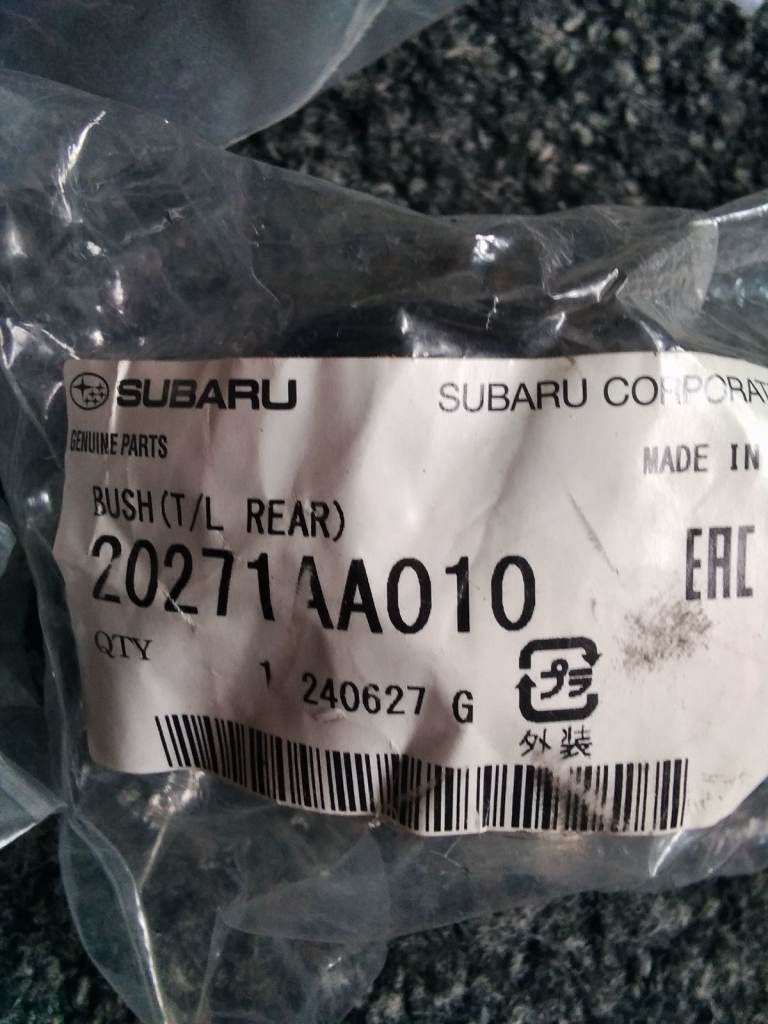 SUBARU
SUBARU CORPORAT
GENUINE PARTS
MADE IN
BUSH(T/L REAR)
20271AA010
EAC
QTY
1 240627 G
プラ
外装